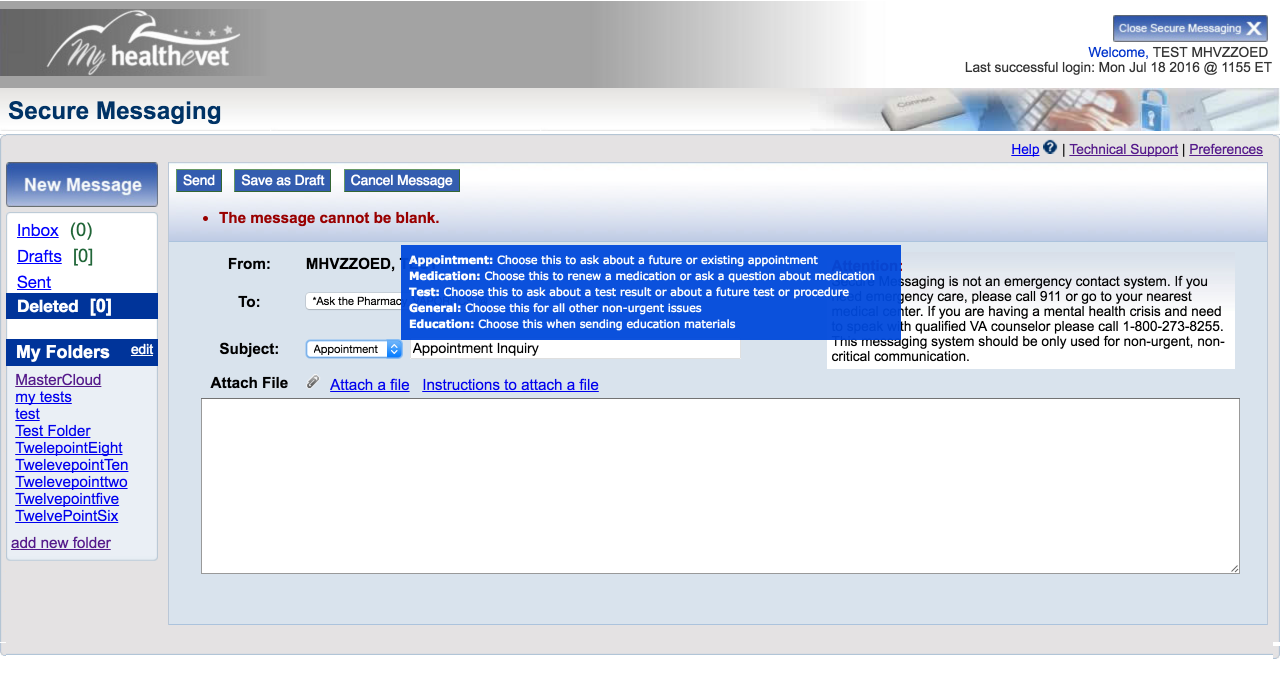 My healthevet
Close Secure Messaging X
Welcome, TEST MHVZZOED
Last successful login: Mon Jul 18 2016 @ 1155 ET
Secure Messaging
Connect
Help ? | Technical Support | Preferences
New Message
Send Save as Draft Cancel Message
• The message cannot be blank.
Inbox (0)
Drafts [0]
Sent
Deleted [0]
My Folders edit
MasterCloud
my tests
test
Test Folder
TwelepointEight
TwelevepointTen
Twelevepointtwo
Twelvepointfive
TwelvePointSix
add new folder
From: MHVZZOED,
To: *Ask the Pharmac
Appointment: Choose this to ask about a future or existing appointment
Medication: Choose this to renew a medication or ask a question about medication
Test: Choose this to ask about a test result or about a future test or procedure
General: Choose this for all other non-urgent issues
Education: Choose this when sending education materials
Attention:
Secure Messaging is not an emergency contact system. If you
need emergency care, please call 911 or go to your nearest
medical center. If you are having a mental health crisis and need
to speak with qualified VA counselor please call 1-800-273-8255.
This messaging system should be only used for non-urgent, non-
critical communication.
Subject: Appointment Appointment Inquiry
Attach File Attach a file Instructions to attach a file